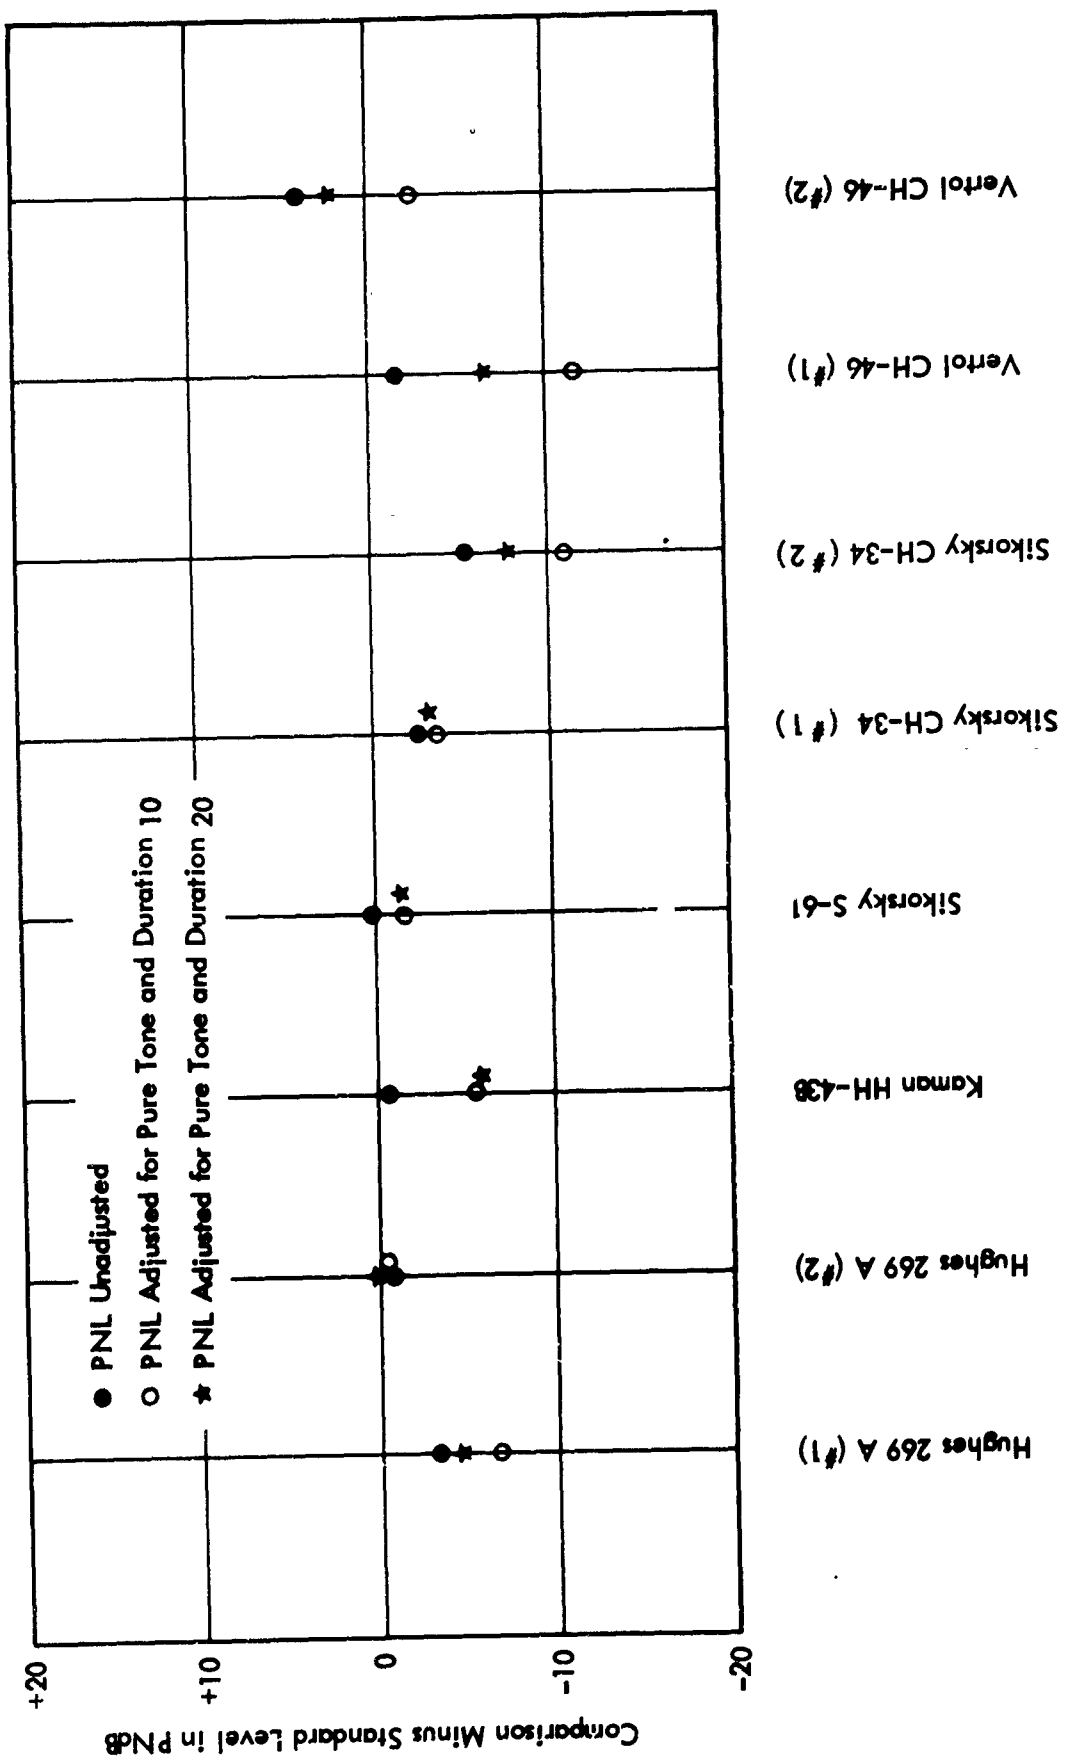 Comparison Minus Standard Level in PNdB
+20
+10
0
-10
-20
● PNL Unadjusted
○ PNL Adjusted for Pure Tone and Duration 10
★ PNL Adjusted for Pure Tone and Duration 20
Hughes 269 A (#1)
Hughes 269 A (#2)
Kaman HH-43B
Sikorsky S-61
Sikorsky CH-34 (#1)
Sikorsky CH-34 (#2)
Vertol CH-46 (#1)
Vertol CH-46 (#2)